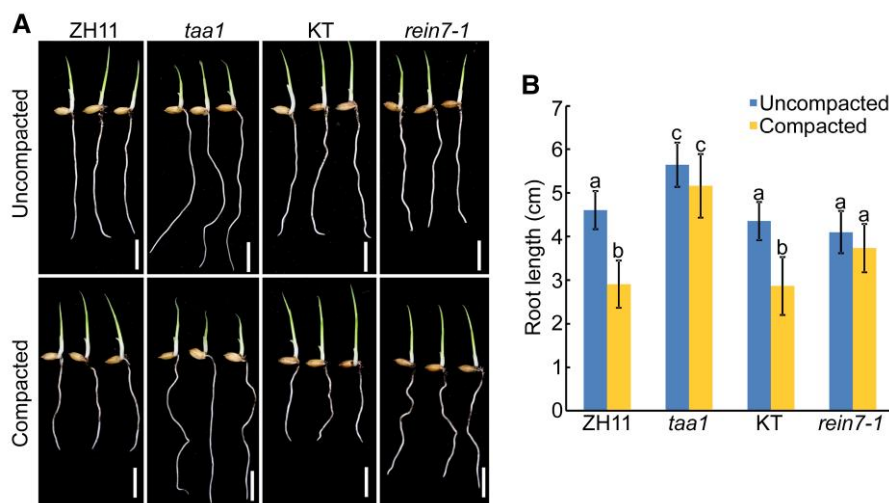 A
ZH11 taa1 KT rein7-1
Uncompacted
Compacted
B
Uncompacted
Compacted
Root length (cm)
7
6
5
4
3
4
1
0
a b c c a b a a
ZH11 taa1 KT rein7-1